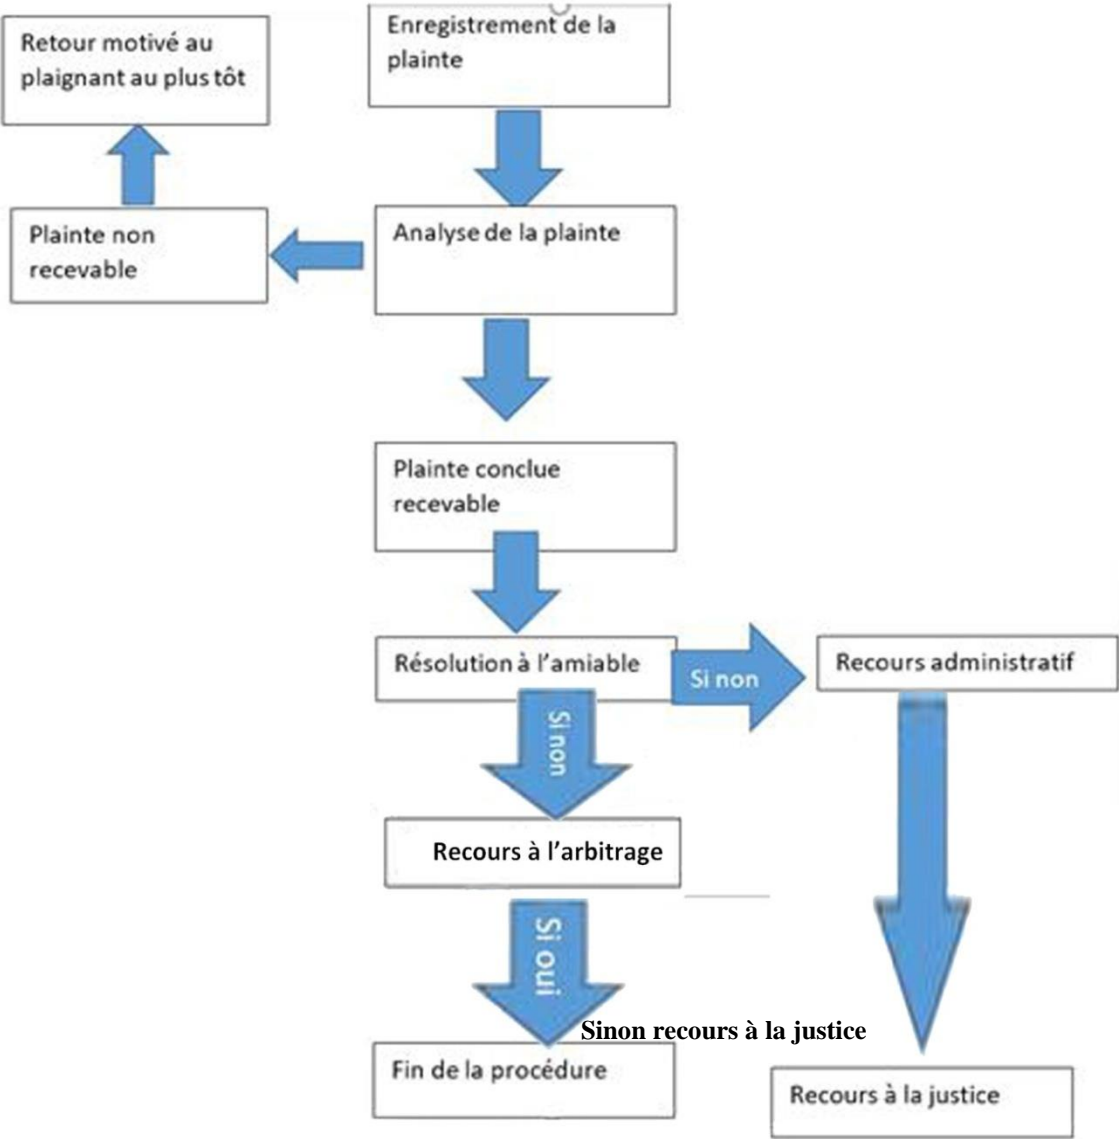 Retour motivé au
plaignant au plus tôt
Enregistrement de la
plainte
Plainte non
recevable
Analyse de la plainte
Plainte conclue
recevable
Résolution à l'amiable
Si non
Recours administratif
Si non
Recours à l'arbitrage
Si oui
Sinon recours à la justice
Fin de la procédure
Recours à la justice